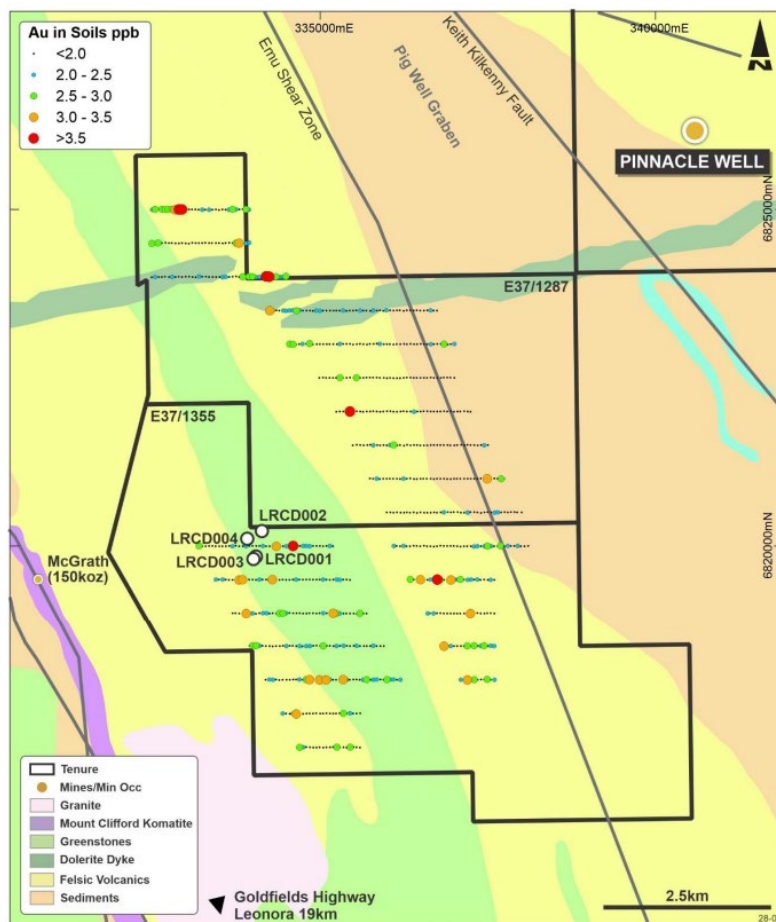 335000mE
340000mE
Au in Soils ppb
<2.0
2.0 - 2.5
2.5 - 3.0
3.0 - 3.5
>3.5
Emu Shear Zone
Pig Well Graben
Keith Kilkenny Fault
N
PINNACLE WELL
6825000mN
E37/1287
E37/1355
LRCD002
LRCD004
LRCD001
LRCD003
6820000mN
McGrath
(150koz)
Tenure
Mines/Min Occ
Granite
Mount Clifford Komatite
Greenstones
Dolerite Dyke
Felsic Volcanics
Sediments
Goldfields Highway
Leonora 19km
2.5km